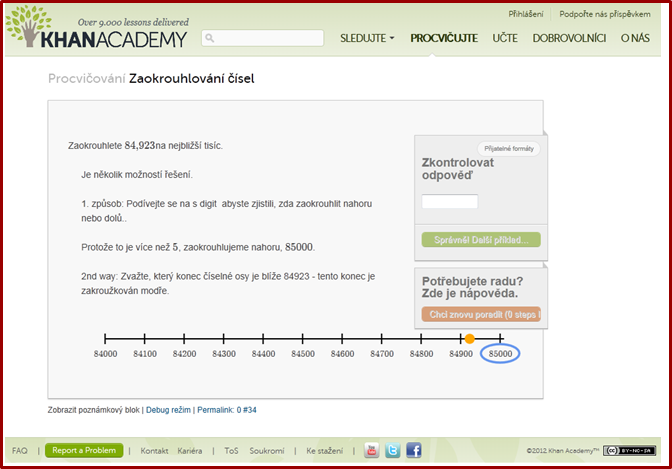 Přihlášení | Podpořte nás příspěvkem
Over 9.000 lessons delivered
KHANACADEMY
SLEDUJTE PROCVIČUJTE UČTE DOBROVOLNÍCI O NÁS
Procvičování Zaokrouhlování čísel
Zaokrouhlete 84,923na nejbližší tisíc.
Je několik možností řešení.
1. způsob: Podívejte se na s digit abyste zjistili, zda zaokrouhlit nahoru
nebo dolů..
Protože to je více než 5, zaokrouhlujeme nahoru, 85000.
2nd way: Zvažte, který konec číselné osy je blíže 84923 - tento konec je
zakroužkován modře.
Přijatelné formáty
Zkontrolovat
odpověď
Správně! Další příklad...
Potřebujete radu?
Zde je nápověda.
Chci znovu poradit (0 steps l
84000 84100 84200 84300 84400 84500 84600 84700 84800 84900 85000
Zobrazit poznámkový blok | Debug režim | Permalink: 0 #34
FAQ | Report a Problem | Kontakt Kariéra | ToS Soukromí | Ke stažení | You Tube f ©2012 Khan Academy™ cc BY-NC-SA